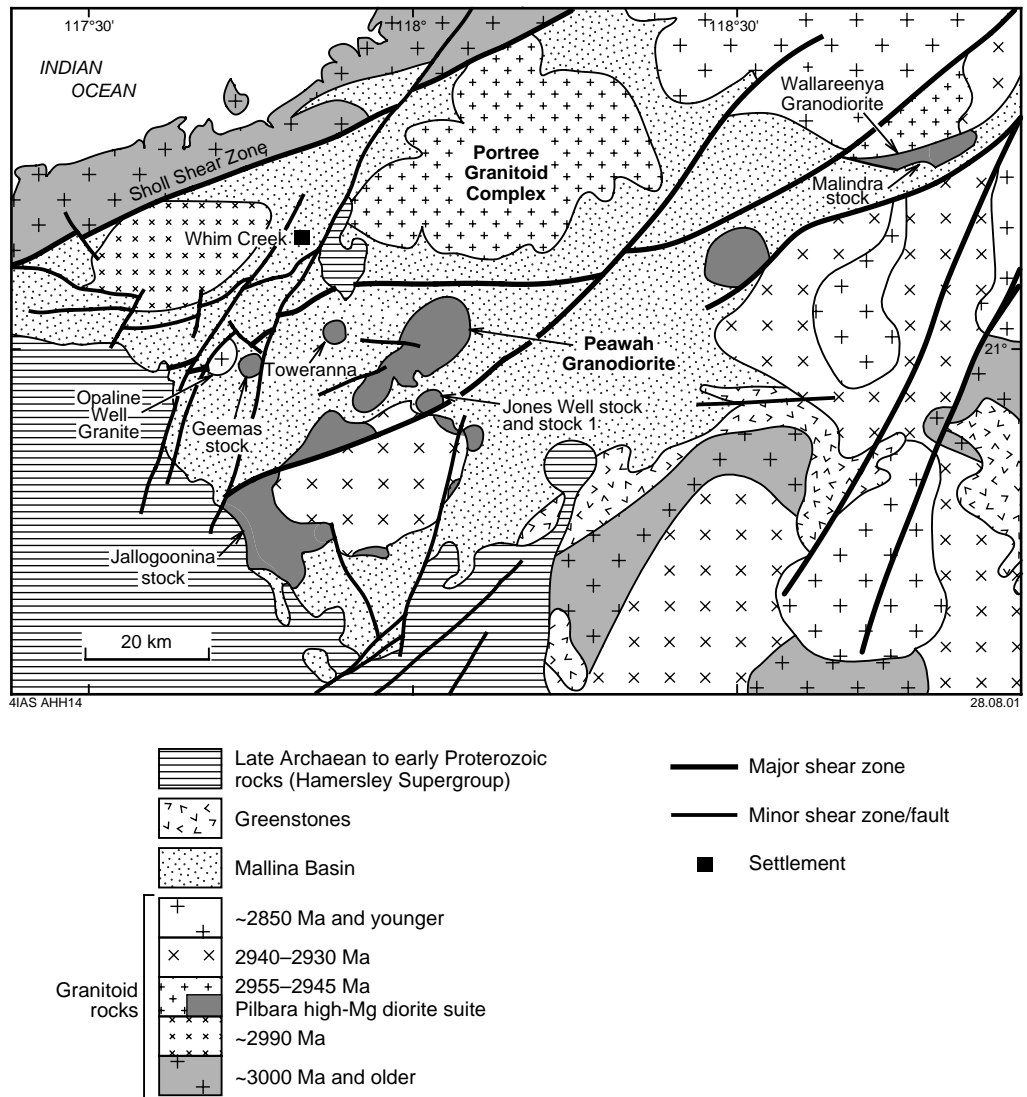 117°30'
118°
118°30'
INDIAN
OCEAN
Wallareenya
Granodiorite
Sholl Shear Zone
Portree
Granitoid
Complex
Malindra
stock
Whim Creek
21°
Peawah
Granodiorite
Toweranna
Opaline
Well
Granite
Geemas
stock
Jones Well stock
and stock 1
Jallogoonina
stock
20 km
4IAS AHH14
28.08.01
Late Archaean to early Proterozoic
rocks (Hamersley Supergroup)
Greenstones
Mallina Basin
Granitoid
rocks
~2850 Ma and younger
2940–2930 Ma
2955–2945 Ma
Pilbara high-Mg diorite suite
~2990 Ma
~3000 Ma and older
Major shear zone
Minor shear zone/fault
Settlement